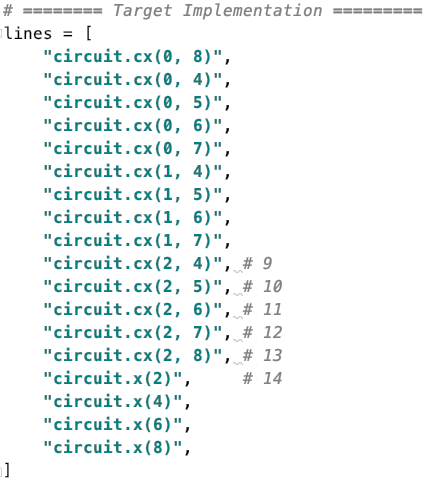 # ======== Target Implementation =========
lines = [
    "circuit.cx(0, 8)",
    "circuit.cx(0, 4)",
    "circuit.cx(0, 5)",
    "circuit.cx(0, 6)",
    "circuit.cx(0, 7)",
    "circuit.cx(1, 4)",
    "circuit.cx(1, 5)",
    "circuit.cx(1, 6)",
    "circuit.cx(1, 7)",
    "circuit.cx(2, 4)", # 9
    "circuit.cx(2, 5)", # 10
    "circuit.cx(2, 6)", # 11
    "circuit.cx(2, 7)", # 12
    "circuit.cx(2, 8)", # 13
    "circuit.x(2)",     # 14
    "circuit.x(4)",
    "circuit.x(6)",
    "circuit.x(8)",
]